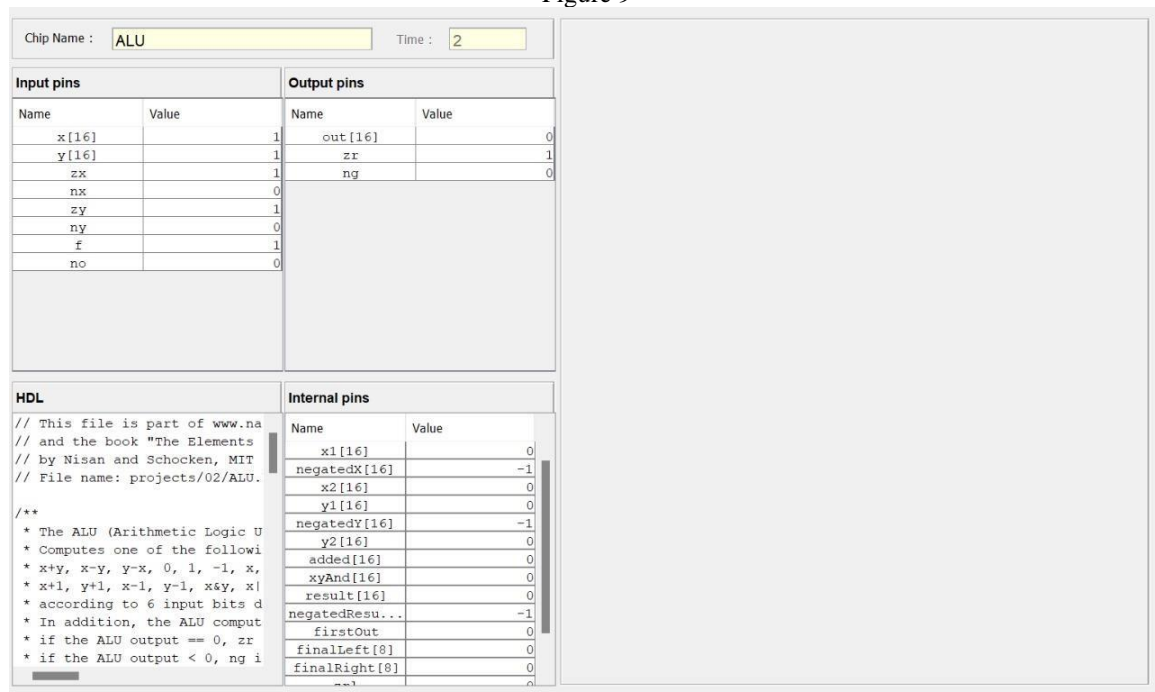 Figure 9
Chip Name : ALU Time : 2
Input pins
Name Value
x[16] 1
y[16] 1
zx 1
nx 0
zy 1
ny 0
f 1
no 0
Output pins
Name Value
out[16] 0
zr 1
ng 0
HDL
// This file is part of www.na
// and the book "The Elements
// by Nisan and Schocken, MIT
// File name: projects/02/ALU.
/**
* The ALU (Arithmetic Logic U
* Computes one of the followi
* x+y, x-y, y-x, 0, 1, -1, x,
* x+1, y+1, x-1, y-1, x&y, x|
* according to 6 input bits d
* In addition, the ALU comput
* if the ALU output == 0, zr
* if the ALU output < 0, ng i
Internal pins
Name Value
x1[16] 0
negatedX[16] -1
x2[16] 0
y1[16] 0
negatedY[16] -1
y2[16] 0
added[16] 0
xyAnd[16] 0
result[16] 0
negatedResu... -1
firstOut 0
finalLeft[8] 0
finalRight[8] 0